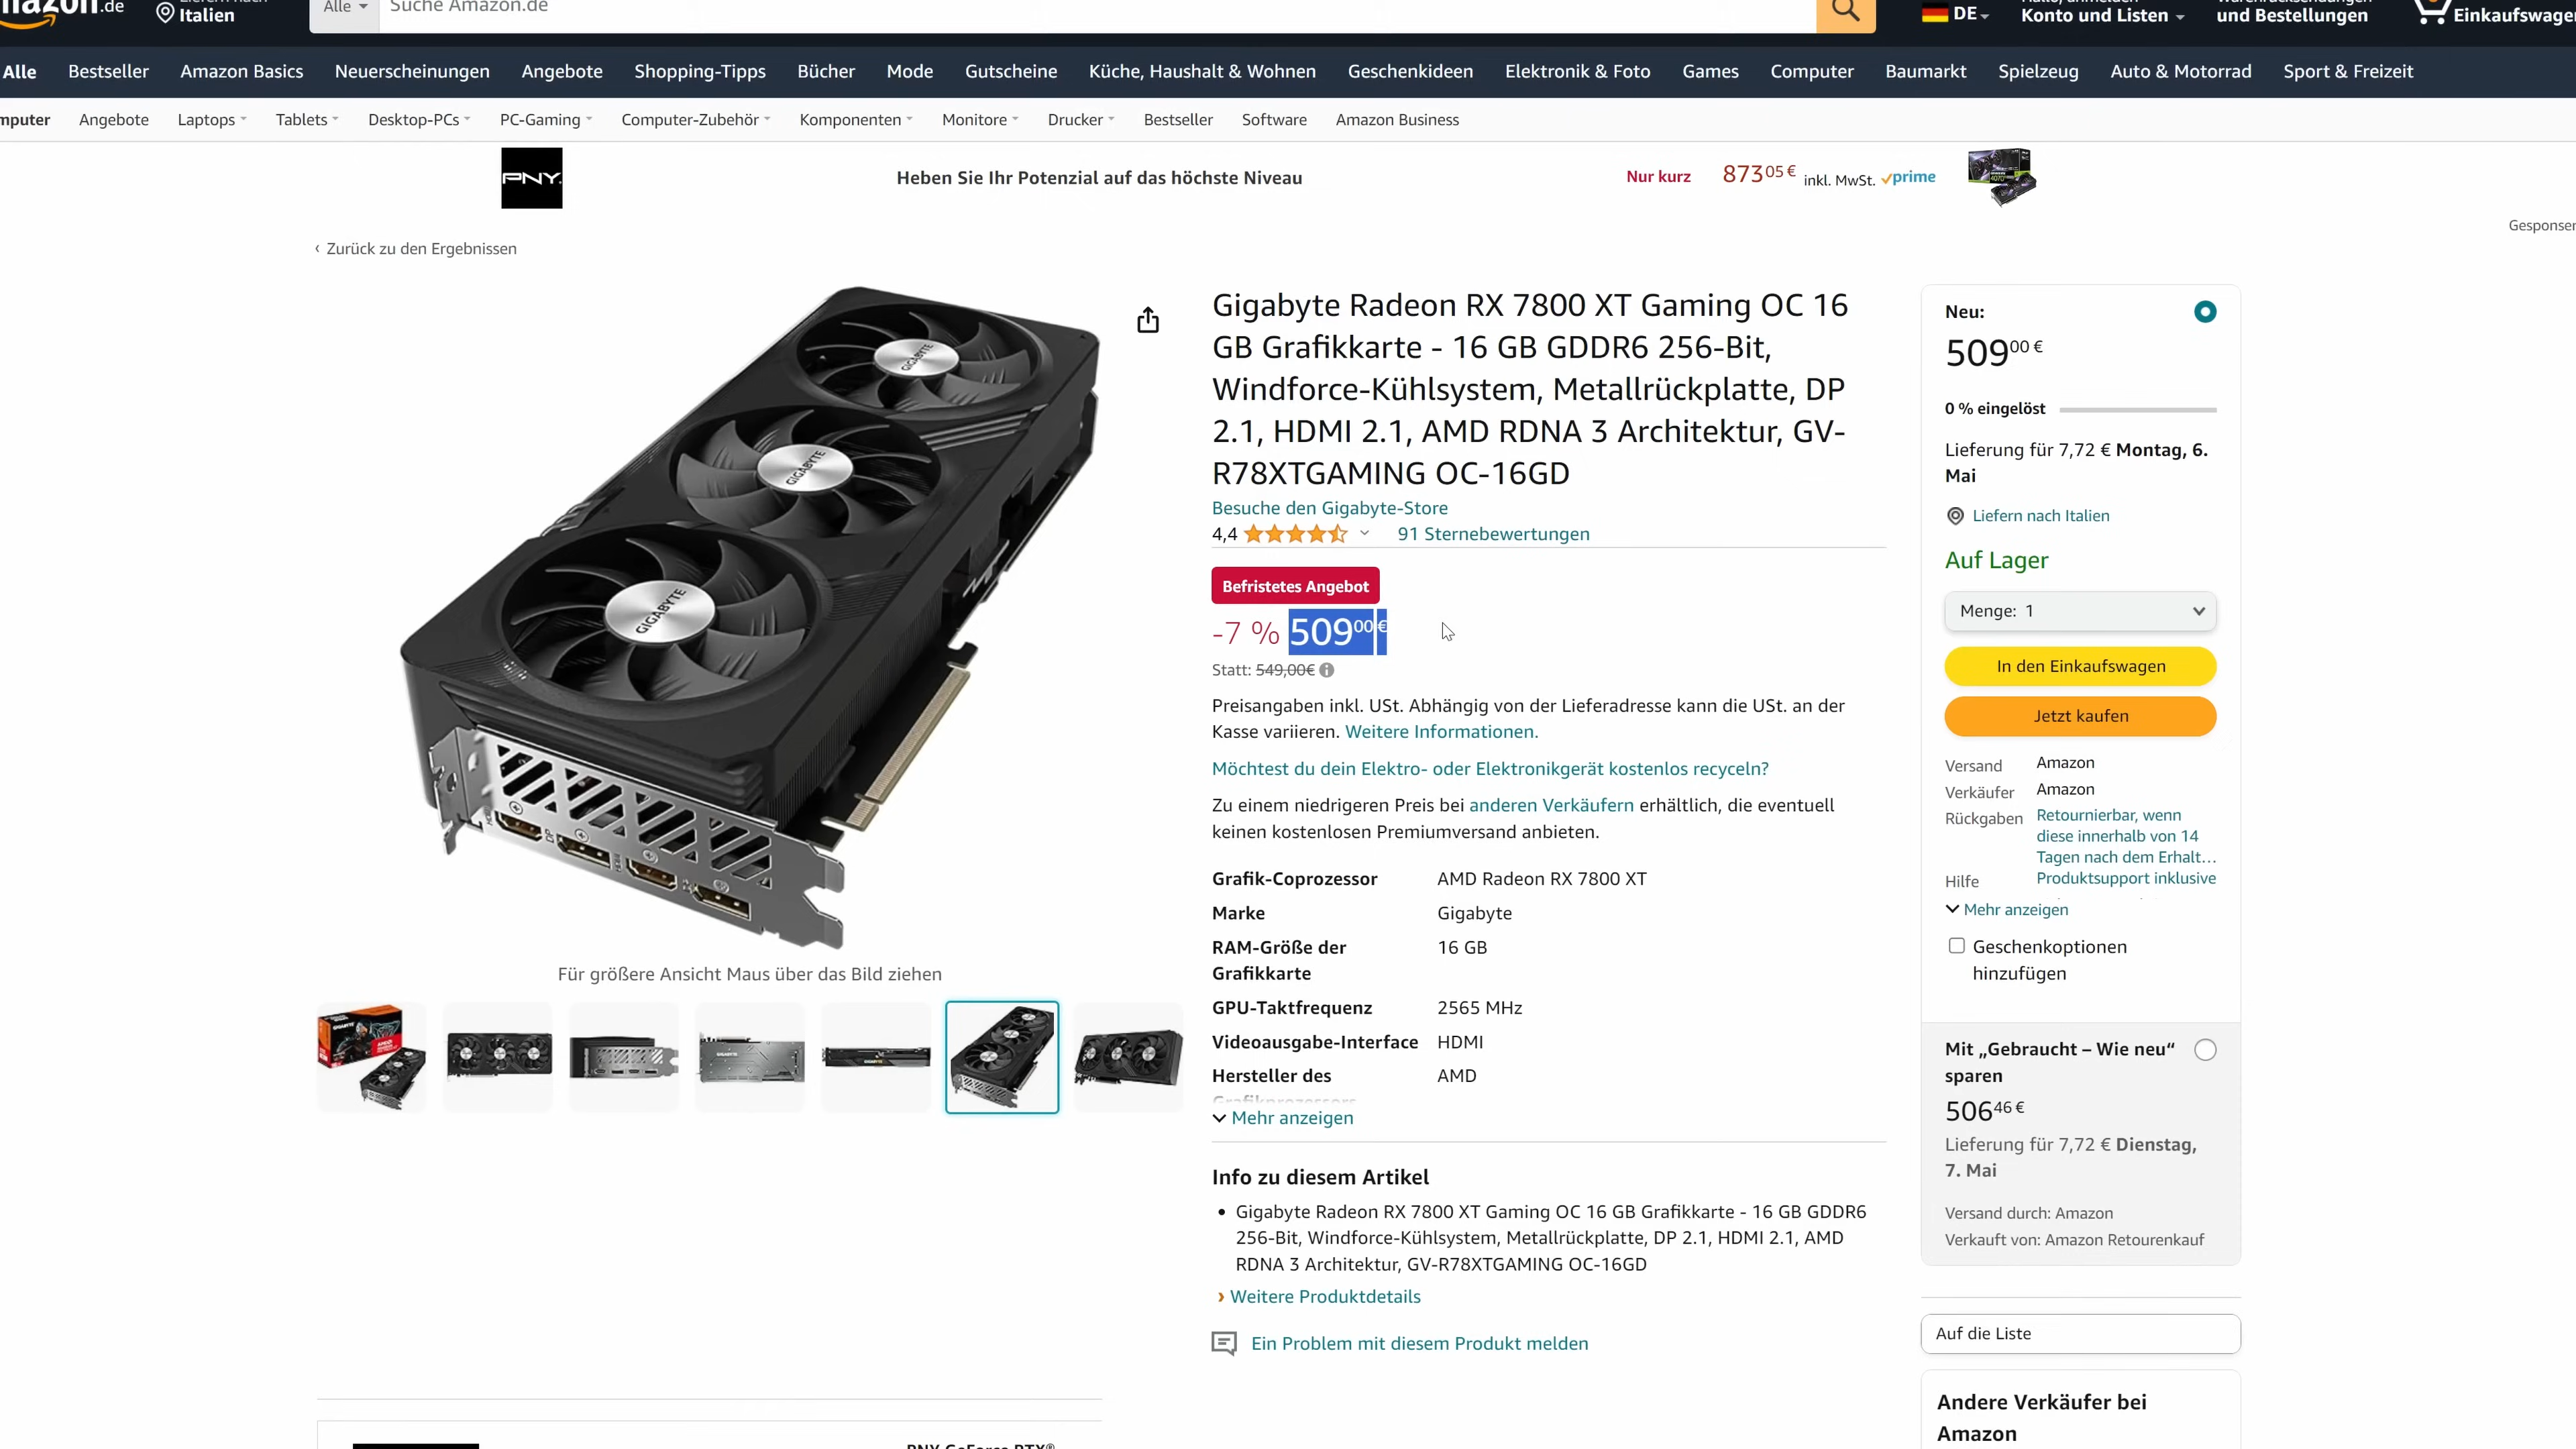 mazon.de
Italien
Alle
Suche Amazon.de
DE
Hallo, anmelden
Konto und Listen
Warenrücksendungen
und Bestellungen
Einkaufswage
Alle
Bestseller
Amazon Basics
Neuerscheinungen
Angebote
Shopping-Tipps
Bücher
Mode
Gutscheine
Küche, Haushalt & Wohnen
Geschenkideen
Elektronik & Foto
Games
Computer
Baumarkt
Spielzeug
Auto & Motorrad
Sport & Freizeit
mputer
Angebote
Laptops
Tablets
Desktop-PCs
PC-Gaming
Computer-Zubehör
Komponenten
Monitore
Drucker
Bestseller
Software
Amazon Business
PNY.
Heben Sie Ihr Potenzial auf das höchste Niveau
Nur kurz
873 05 €
inkl. MwSt.
prime
Gesponser
‹ Zurück zu den Ergebnissen
GIGABYTE
GIGABYTE
GIGABYTE
Für größere Ansicht Maus über das Bild ziehen
Gigabyte Radeon RX 7800 XT Gaming OC 16
GB Grafikkarte - 16 GB GDDR6 256-Bit,
Windforce-Kühlsystem, Metallrückplatte, DP
2.1, HDMI 2.1, AMD RDNA 3 Architektur, GV-
R78XTGAMING OC-16GD
Besuche den Gigabyte-Store
4,4
91 Sternebewertungen
Befristetes Angebot
-7 % 509 00 €
Statt: 549,00€
Preisangaben inkl. USt. Abhängig von der Lieferadresse kann die USt. an der
Kasse variieren. Weitere Informationen.
Möchtest du dein Elektro- oder Elektronikgerät kostenlos recyceln?
Zu einem niedrigeren Preis bei anderen Verkäufern erhältlich, die eventuell
keinen kostenlosen Premiumversand anbieten.
Grafik-Coprozessor AMD Radeon RX 7800 XT
Marke Gigabyte
RAM-Größe der 16 GB
Grafikkarte
GPU-Taktfrequenz 2565 MHz
Videoausgabe-Interface HDMI
Hersteller des AMD
Grafikprozessors
Mehr anzeigen
Info zu diesem Artikel
• Gigabyte Radeon RX 7800 XT Gaming OC 16 GB Grafikkarte - 16 GB GDDR6
256-Bit, Windforce-Kühlsystem, Metallrückplatte, DP 2.1, HDMI 2.1, AMD
RDNA 3 Architektur, GV-R78XTGAMING OC-16GD
› Weitere Produktdetails
Ein Problem mit diesem Produkt melden
Neu:
509 00 €
0 % eingelöst
Lieferung für 7,72 € Montag, 6.
Mai
Liefern nach Italien
Auf Lager
Menge: 1
In den Einkaufswagen
Jetzt kaufen
Versand Amazon
Verkäufer Amazon
Rückgaben Retournierbar, wenn
diese innerhalb von 14
Tagen nach dem Erhalt...
Hilfe Produktsupport inklusive
Mehr anzeigen
Geschenkoptionen
hinzufügen
Mit „Gebraucht – Wie neu“
sparen
506 46 €
Lieferung für 7,72 € Dienstag,
7. Mai
Versand durch: Amazon
Verkauft von: Amazon Retourenkauf
Auf die Liste
Andere Verkäufer bei
Amazon
PNY GeForce RTX®